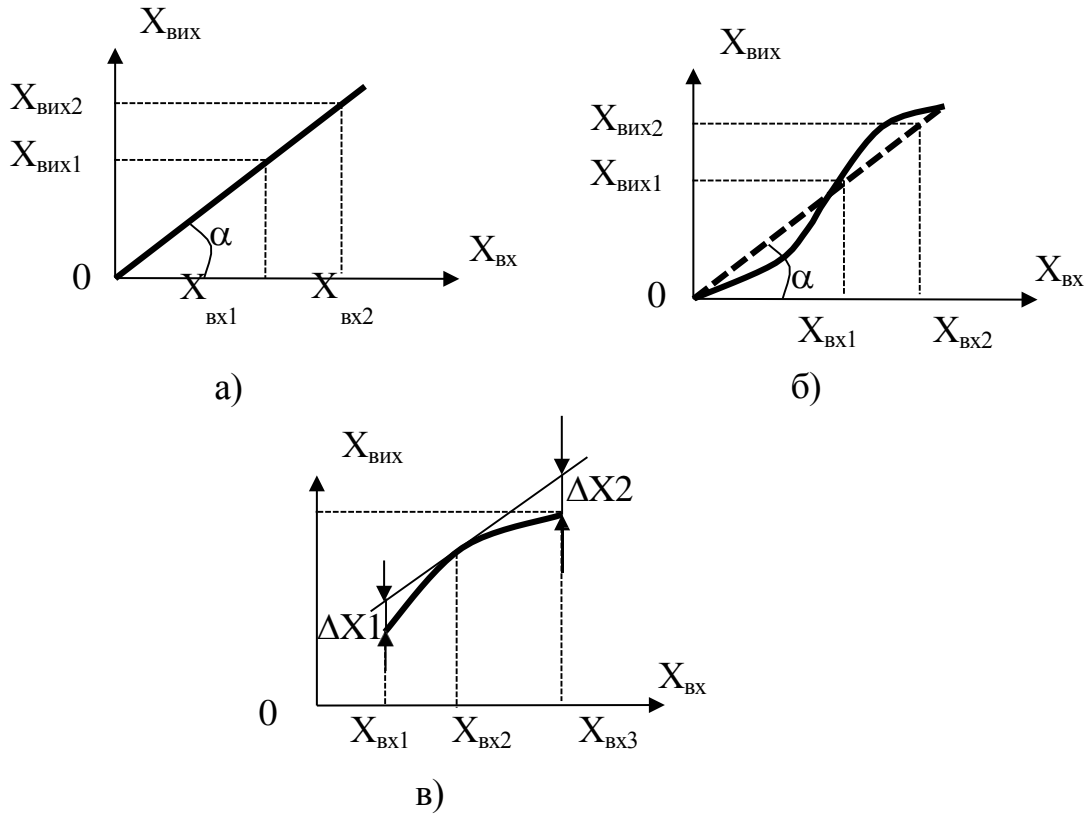 Xвих
Xвих2
Xвих1
α
0
Xвх
X
вх1
X
вх2
а)
Xвих
Xвих2
Xвих1
α
0
Xвх
Xвх1
Xвх2
б)
Xвих
ΔX2
ΔX1
0
Xвх
Xвх1
Xвх2
Xвх3
в)